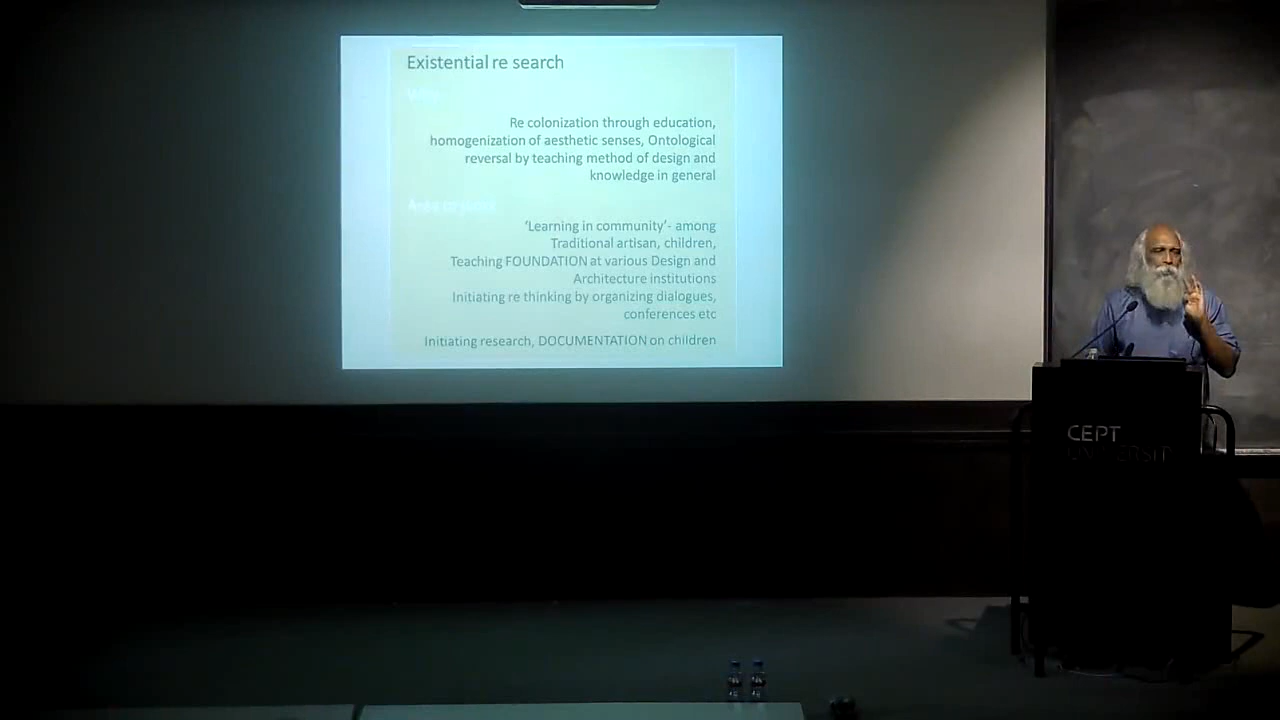 Existential re search
Re colonization through education,
homogenization of aesthetic senses, Ontological
reversal by teaching method of design and
knowledge in general
'Learning in community'- among
Traditional artisan, children,
Teaching FOUNDATION at various Design and
Architecture institutions
Initiating re thinking by organizing dialogues,
conferences etc
Initiating research, DOCUMENTATION on children
CEPT